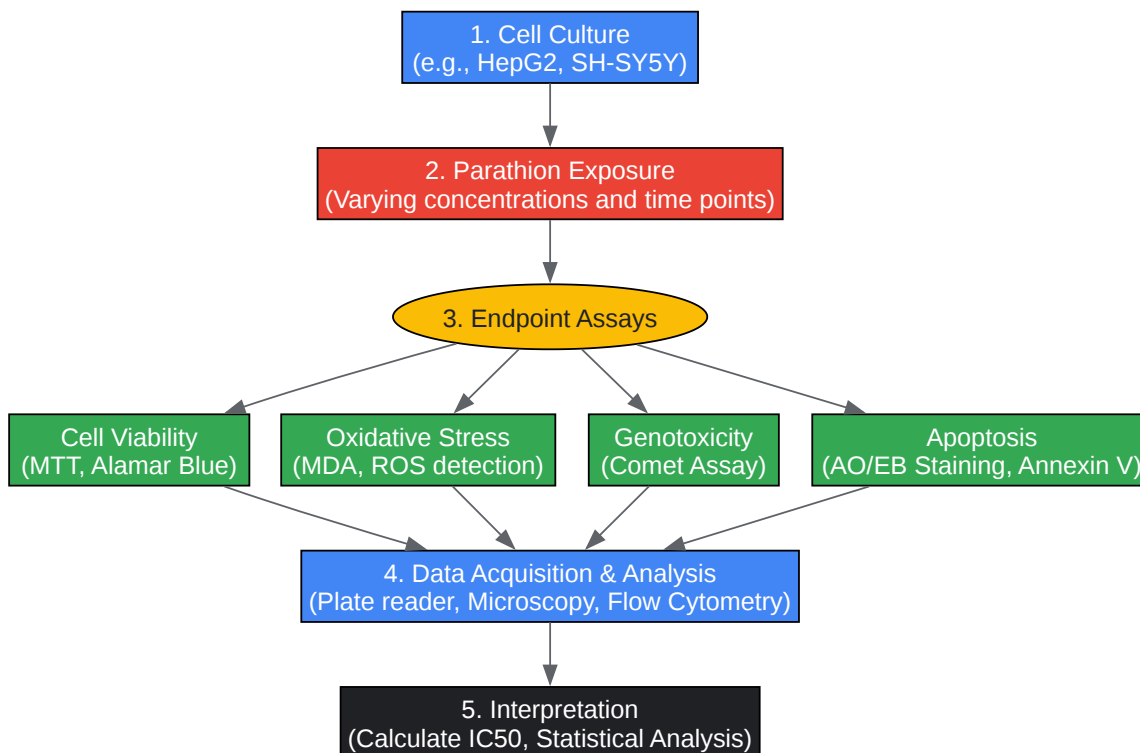 1. Cell Culture
(e.g., HepG2, SH-SY5Y)
2. Parathion Exposure
(Varying concentrations and time points)
3. Endpoint Assays
Cell Viability
(MTT, Alamar Blue)
Oxidative Stress
(MDA, ROS detection)
Genotoxicity
(Comet Assay)
Apoptosis
(AO/EB Staining, Annexin V)
4. Data Acquisition & Analysis
(Plate reader, Microscopy, Flow Cytometry)
5. Interpretation
(Calculate IC50, Statistical Analysis)